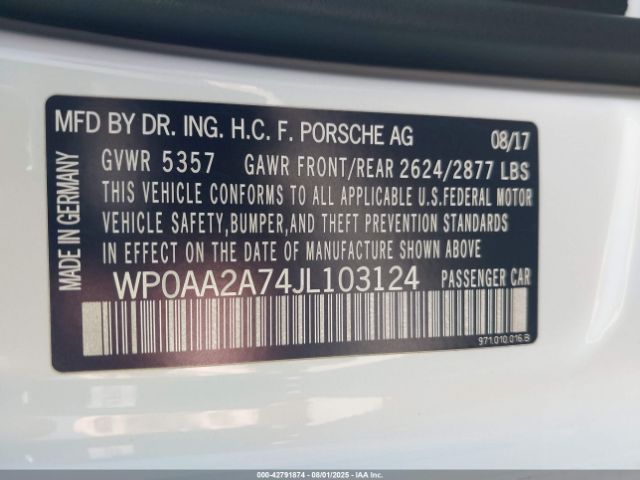 MFD BY DR. ING. H.C. F. PORSCHE AG 08/17
GVWR 5357 GAWR FRONT/REAR 2624/2877 LBS
THIS VEHICLE CONFORMS TO ALL APPLICABLE U.S.FEDERAL MOTOR
VEHICLE SAFETY,BUMPER,AND THEFT PREVENTION STANDARDS
IN EFFECT ON THE DATE OF MANUFACTURE SHOWN ABOVE.
WP0AA2A74JL103124 PASSENGER CAR
MADE IN GERMANY
971.010.016.B
000-42791874 | 08/01/2025 - IAAI.COM